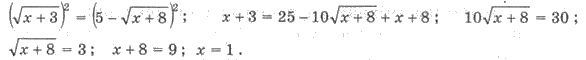 (√(x+3))² = (5 − √(x+8))²; x + 3 = 25 − 10√(x+8) + x + 8; 10√(x+8) = 30;
√(x+8) = 3; x + 8 = 9; x = 1.